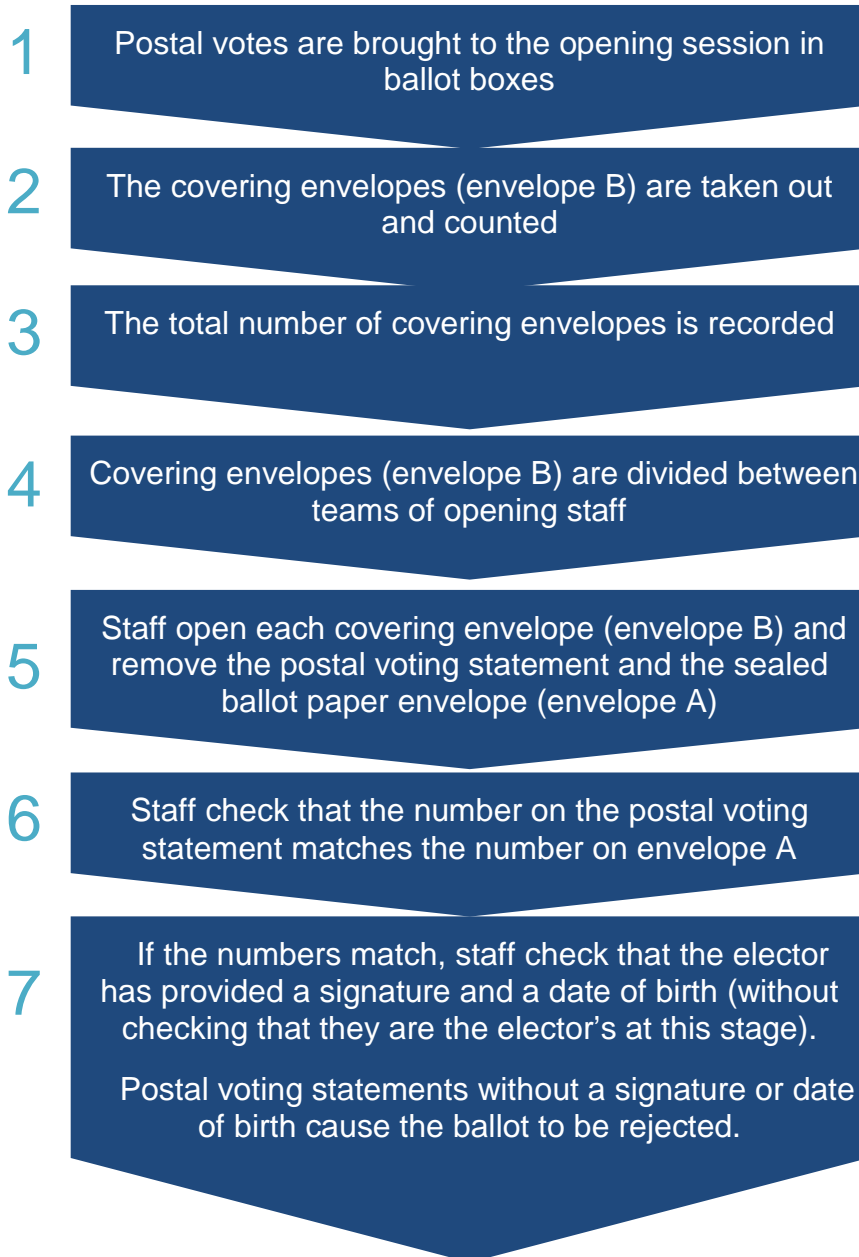 1
Postal votes are brought to the opening session in
ballot boxes
2
The covering envelopes (envelope B) are taken out
and counted
3
The total number of covering envelopes is recorded
4
Covering envelopes (envelope B) are divided between
teams of opening staff
5
Staff open each covering envelope (envelope B) and
remove the postal voting statement and the sealed
ballot paper envelope (envelope A)
6
Staff check that the number on the postal voting
statement matches the number on envelope A
7
If the numbers match, staff check that the elector
has provided a signature and a date of birth (without
checking that they are the elector’s at this stage).
Postal voting statements without a signature or date
of birth cause the ballot to be rejected.